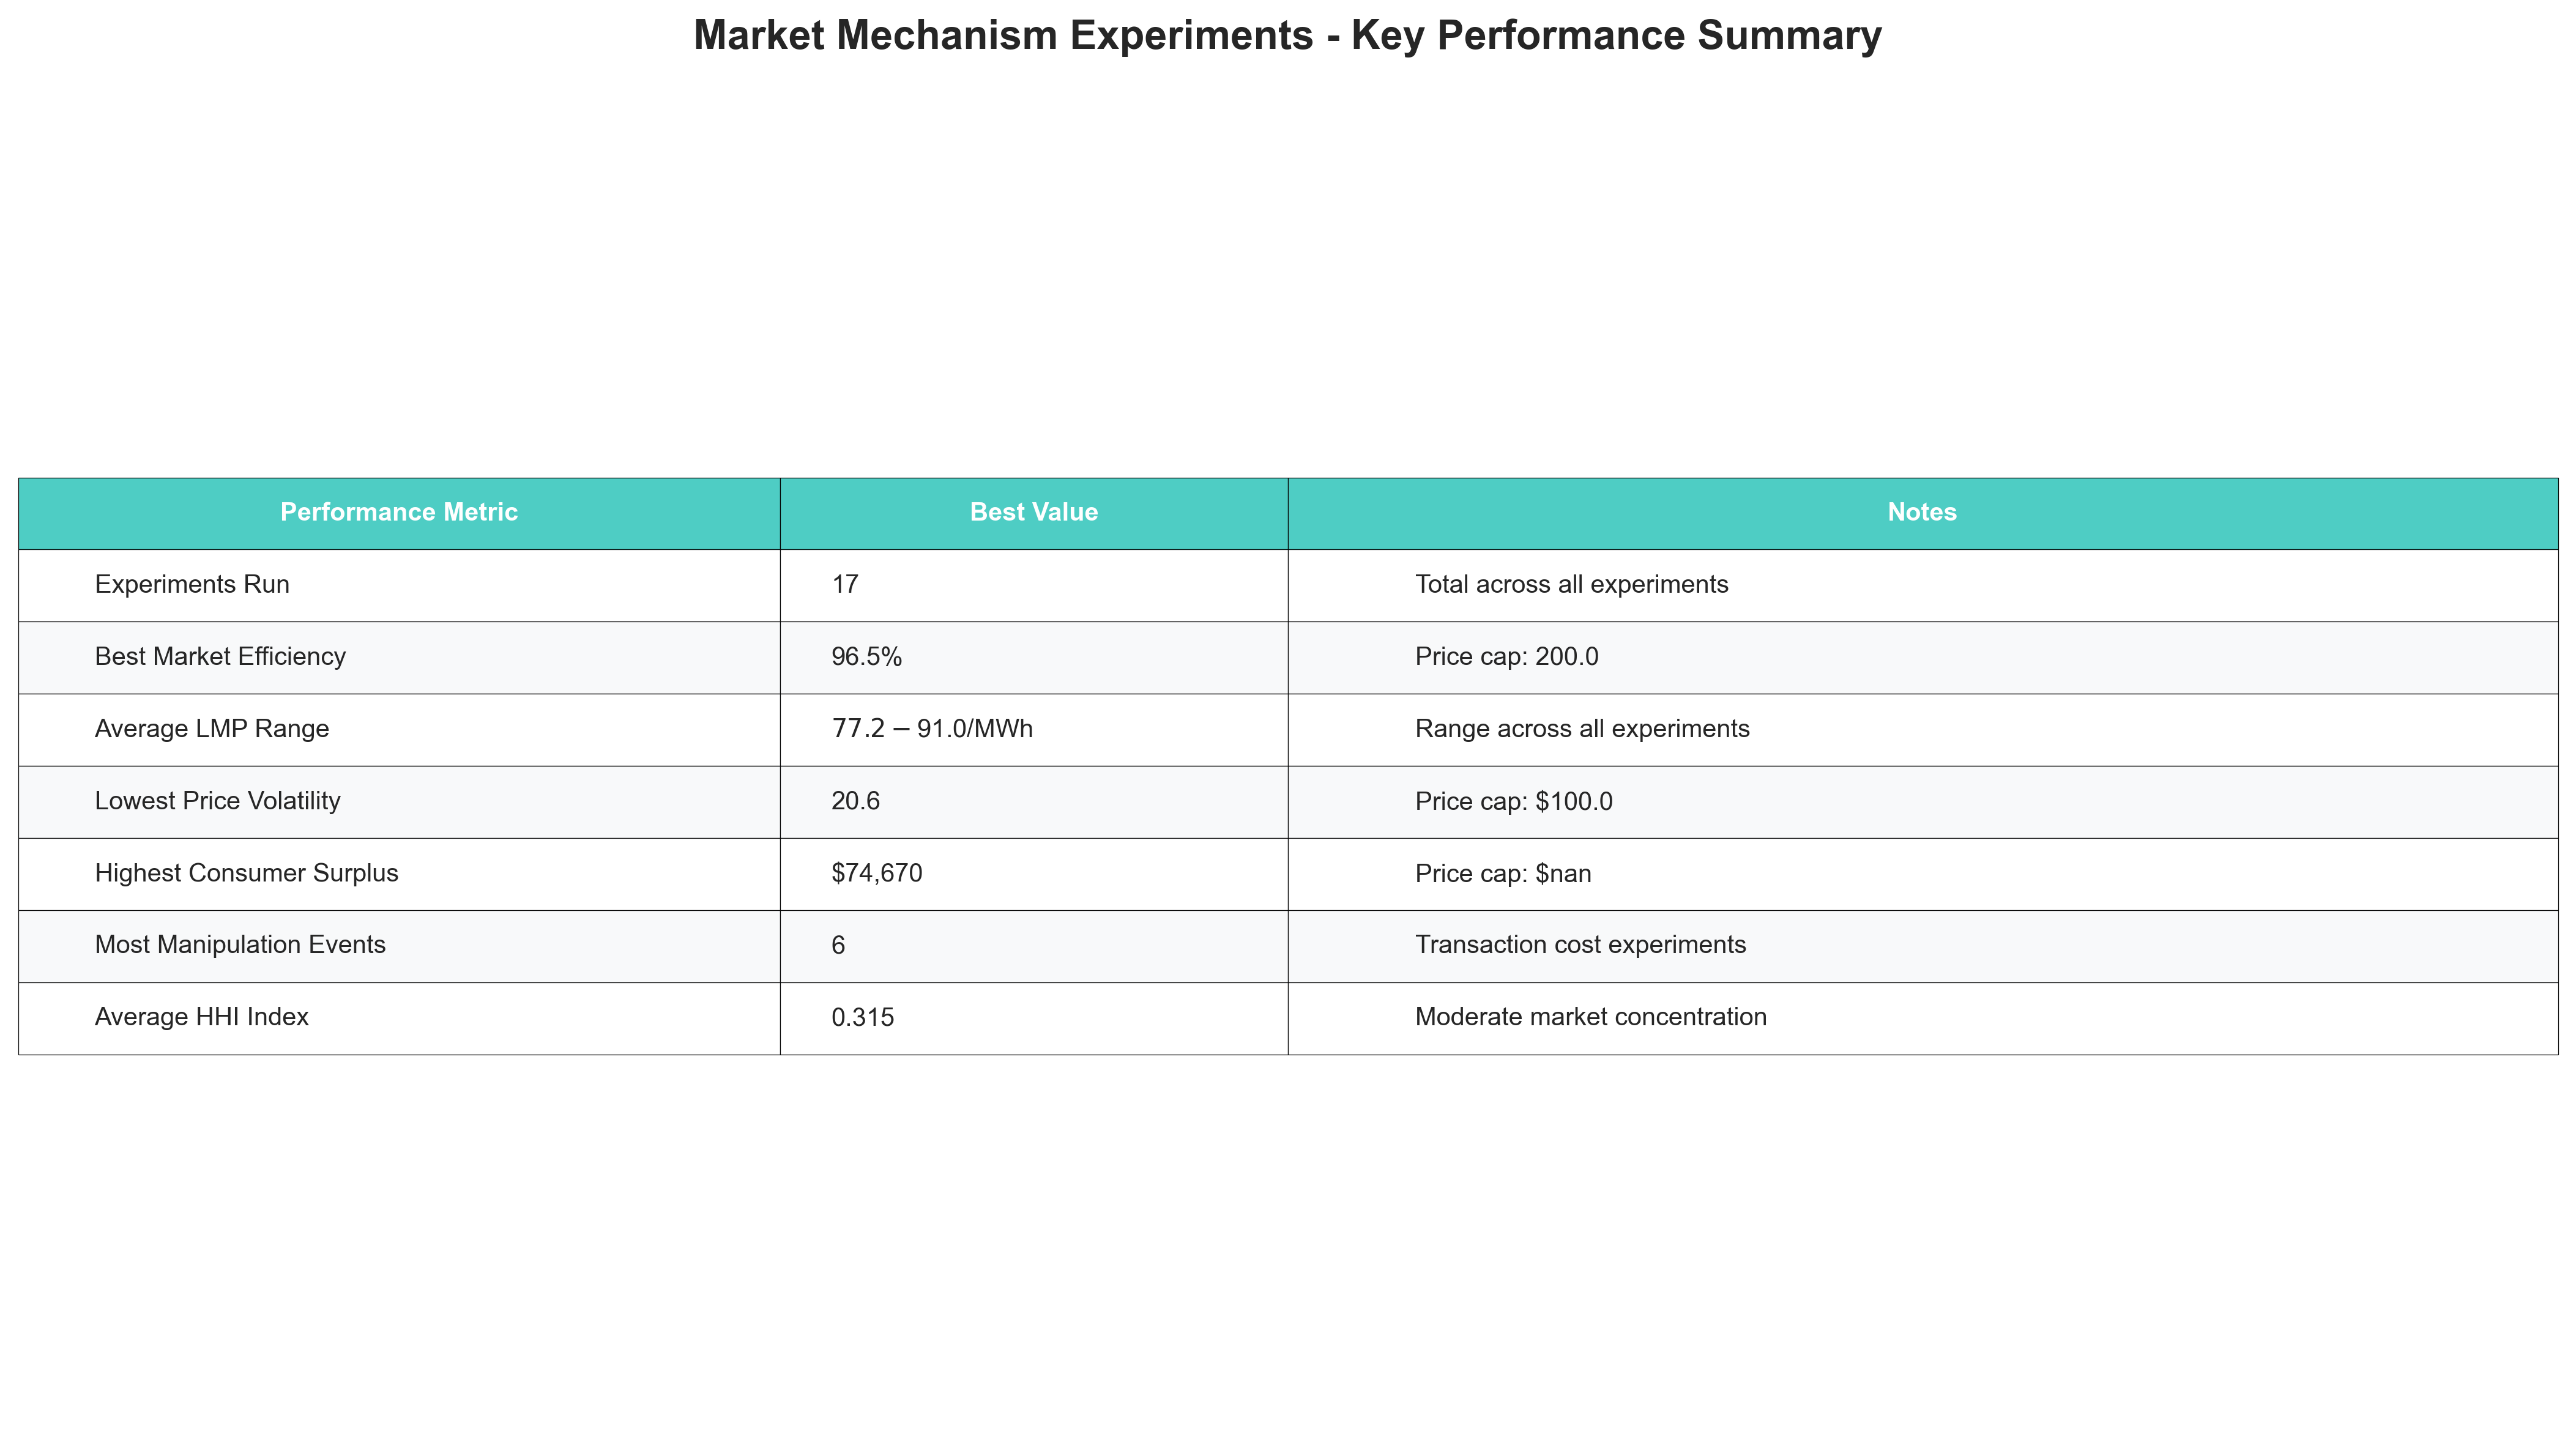 Market Mechanism Experiments - Key Performance Summary
Performance Metric Best Value Notes
Experiments Run 17 Total across all experiments
Best Market Efficiency 96.5% Price cap: 200.0
Average LMP Range 77.2 − 91.0/MWh Range across all experiments
Lowest Price Volatility 20.6 Price cap: $100.0
Highest Consumer Surplus $74,670 Price cap: $nan
Most Manipulation Events 6 Transaction cost experiments
Average HHI Index 0.315 Moderate market concentration